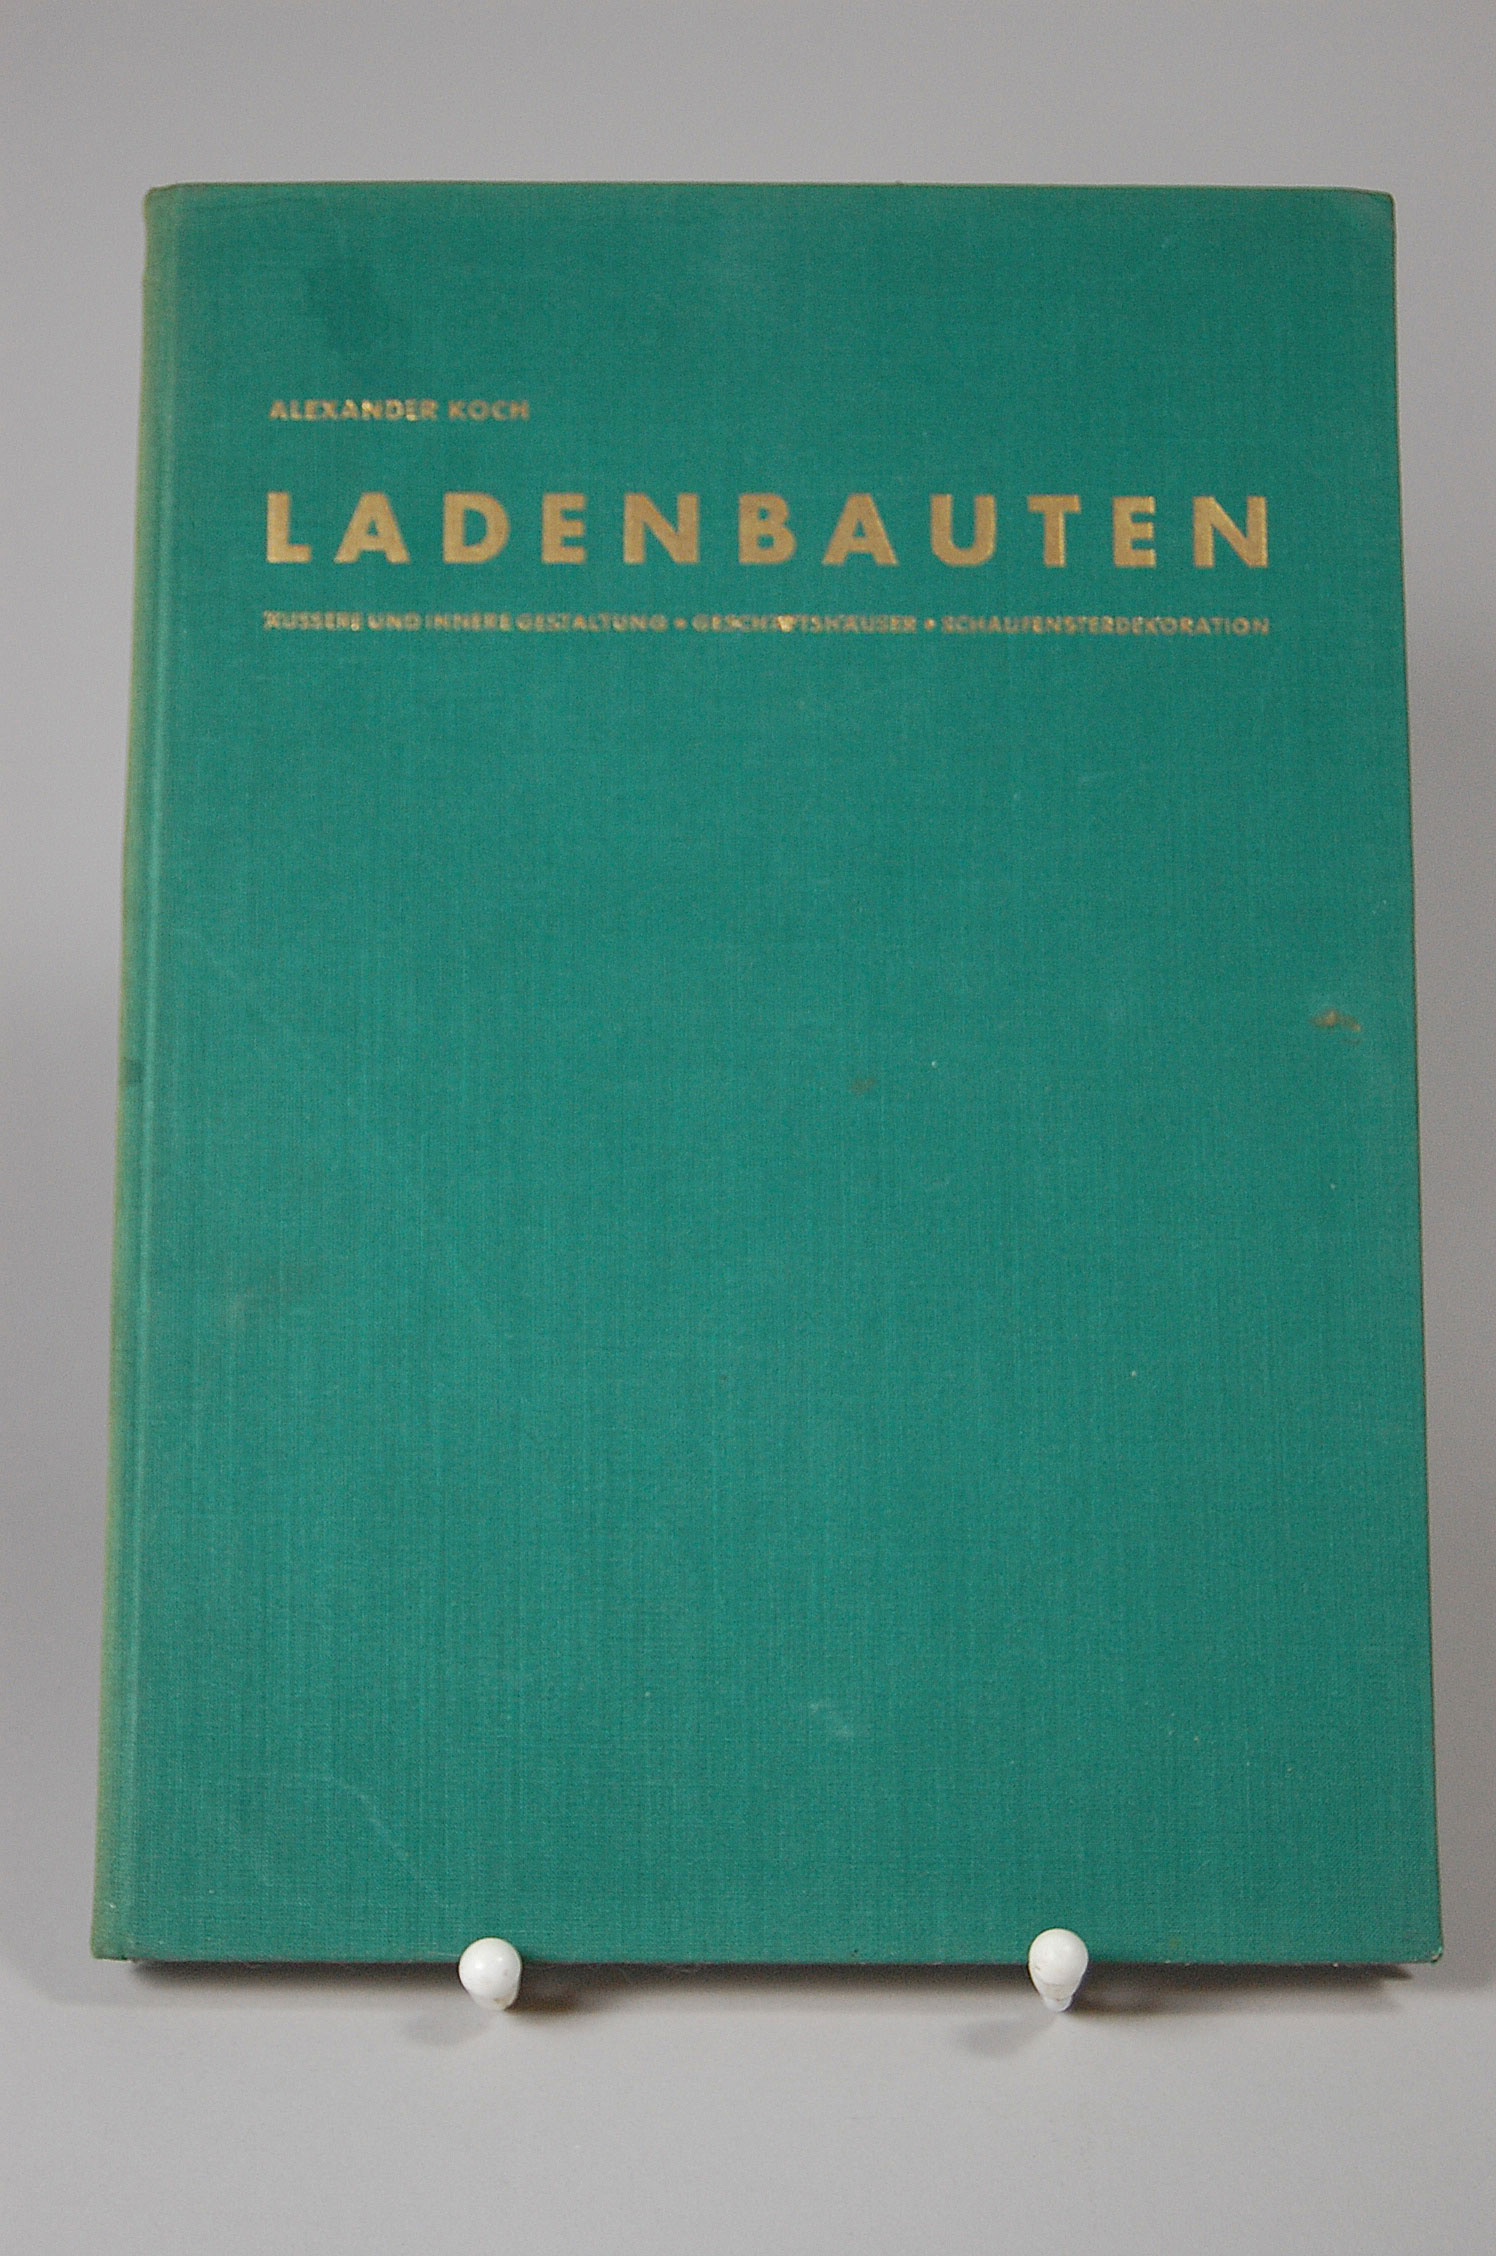 ALEXANDER KOCH
LADENBAUTEN
ÄUSSERE UND INNERE GESTALTUNG • GESCHÄFTSHÄUSER • SCHAUFENSTERDEKORATION